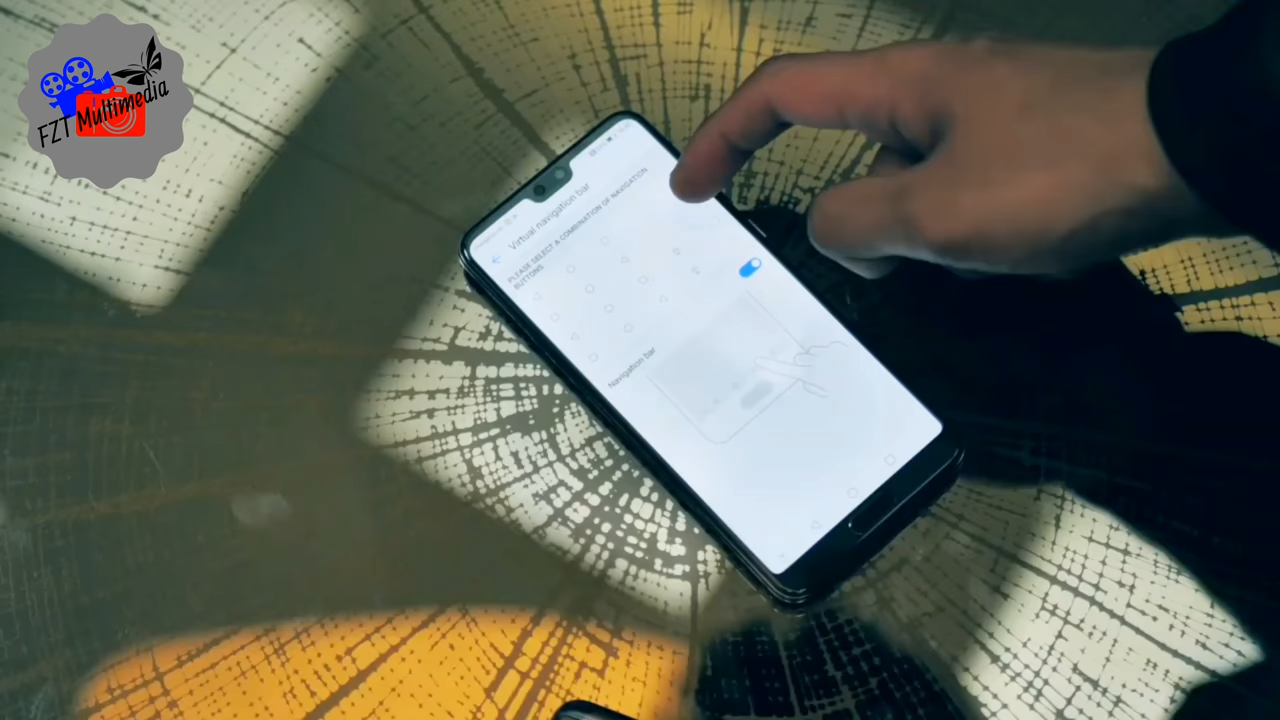 FZT Multimedia
Virtual navigation bar
PLEASE SELECT A COMBINATION OF NAVIGATION
BUTTONS
Navigation bar